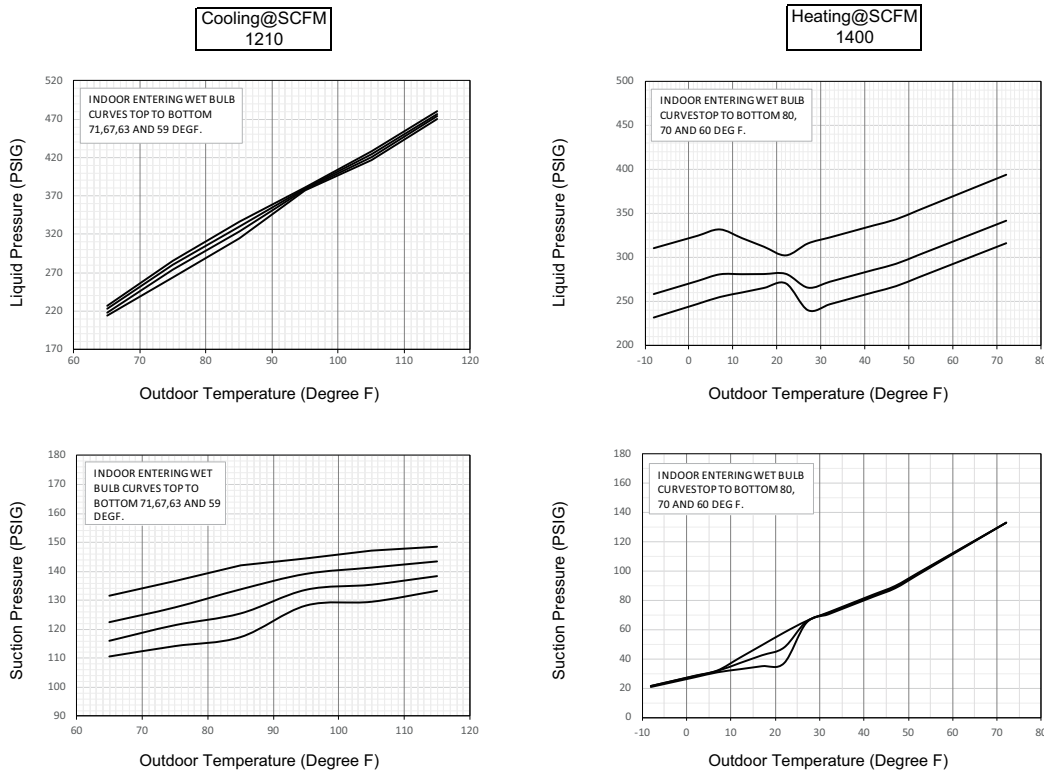 Cooling@SCFM
1210
Heating@SCFM
1400
Liquid Pressure (PSIG)
520
470
420
370
320
270
220
170
INDOOR ENTERING WET BULB
CURVES TOP TO BOTTOM
71,67,63 AND 59 DEGF.
60 70 80 90 100 110 120
Outdoor Temperature (Degree F)
Liquid Pressure (PSIG)
500
450
400
350
300
250
200
INDOOR ENTERING WET BULB
CURVESTOP TO BOTTOM 80,
70 AND 60 DEG F.
-10 0 10 20 30 40 50 60 70 80
Outdoor Temperature (Degree F)
Suction Pressure (PSIG)
180
170
160
150
140
130
120
110
100
90
INDOOR ENTERING WET
BULB CURVES TOP TO
BOTTOM 71,67,63 AND 59
DEGF.
60 70 80 90 100 110 120
Outdoor Temperature (Degree F)
Suction Pressure (PSIG)
180
160
140
120
100
80
60
40
20
0
INDOOR ENTERING WET BULB
CURVESTOP TO BOTTOM 80,
70 AND 60 DEG F.
-10 0 10 20 30 40 50 60 70 80
Outdoor Temperature (Degree F)